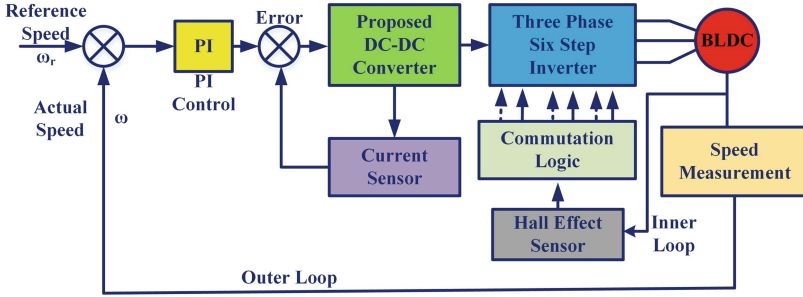 Reference
Speed
ωr
Actual
Speed
ω
PI
PI
Control
Error
Proposed
DC-DC
Converter
Current
Sensor
Three Phase
Six Step
Inverter
BLDC
Commutation
Logic
Hall Effect
Sensor
Inner
Loop
Speed
Measurement
Outer Loop